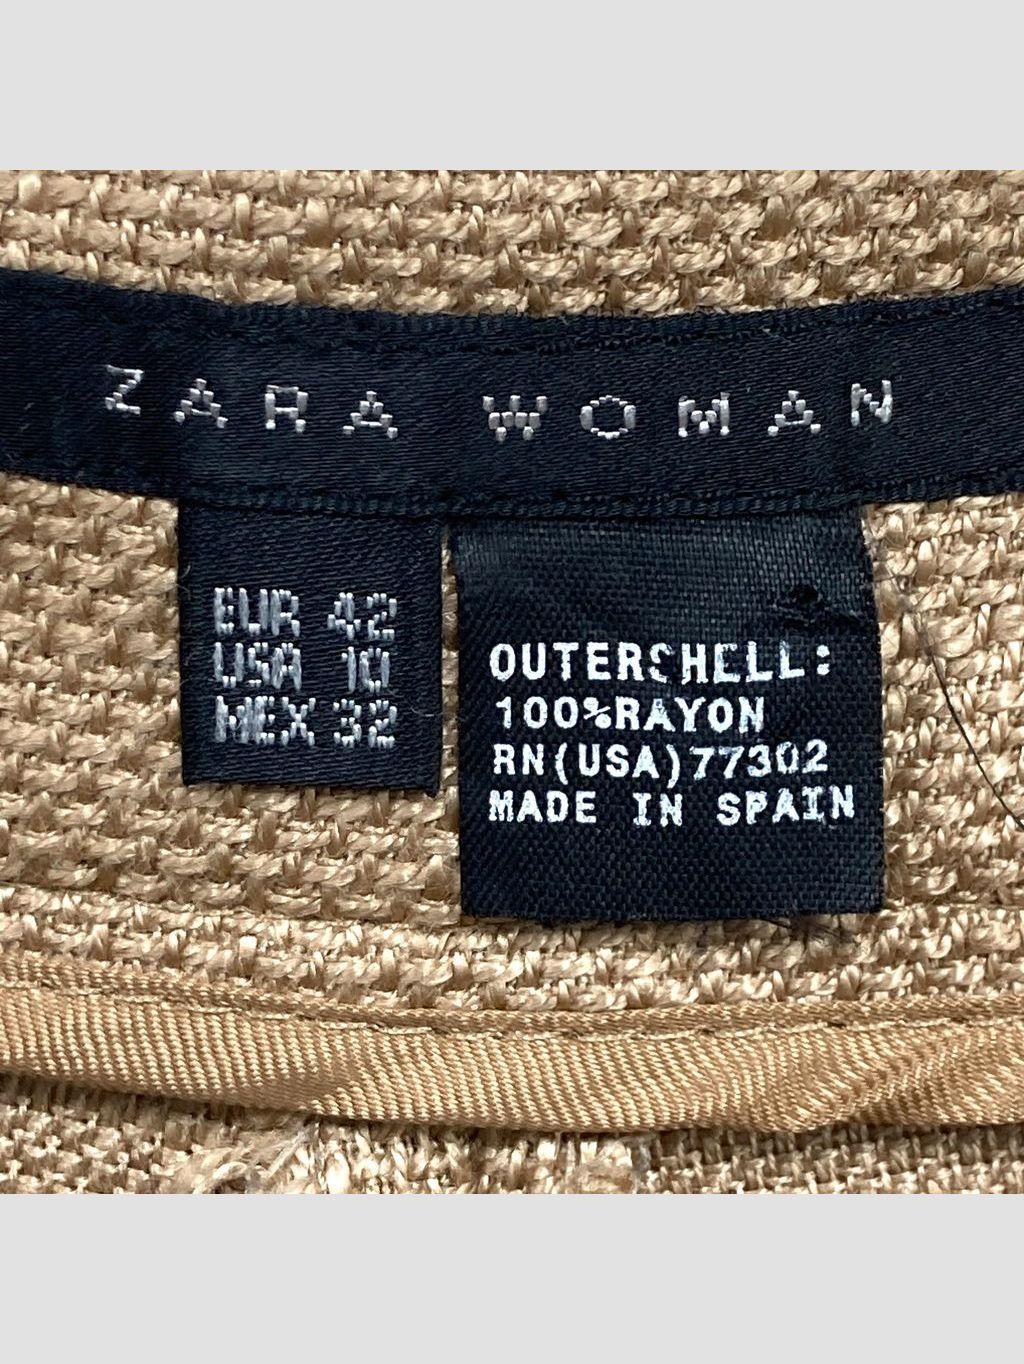 ZARA WOMAN
EUR 42
USA 10
MEX 32
OUTERSHELL:
100%RAYON
RN(USA)77302
MADE IN SPAIN